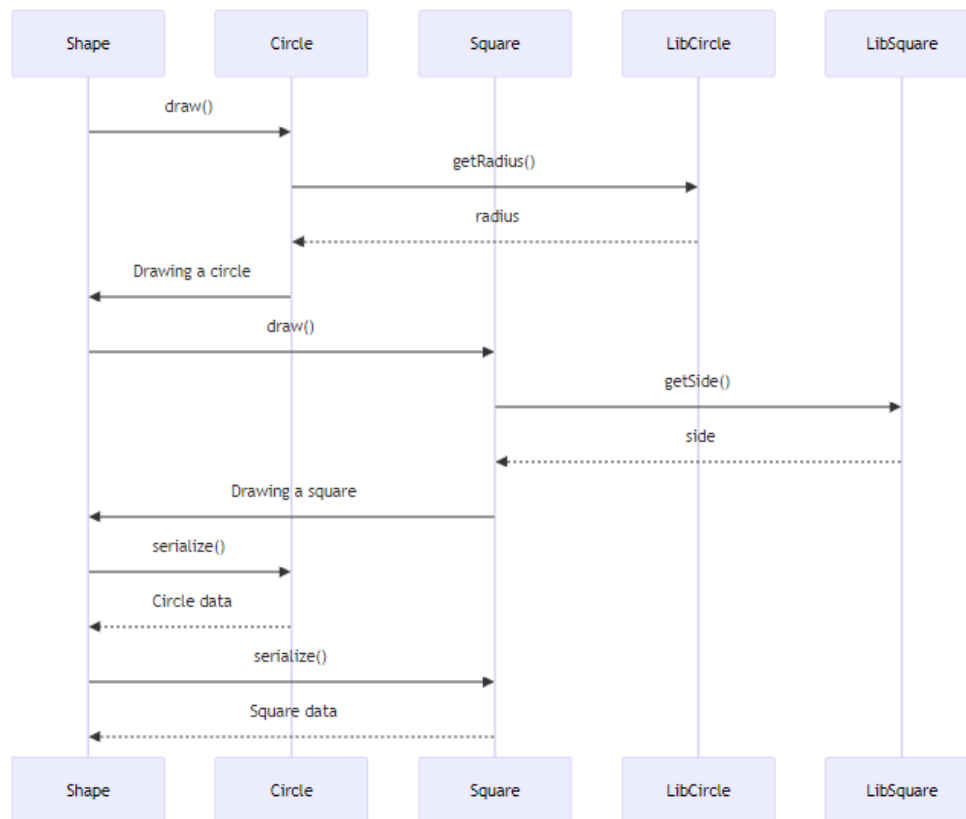 Shape Circle Square LibCircle LibSquare
draw()
getRadius()
radius
Drawing a circle
draw()
getSide()
side
Drawing a square
serialize()
Circle data
serialize()
Square data
Shape Circle Square LibCircle LibSquare